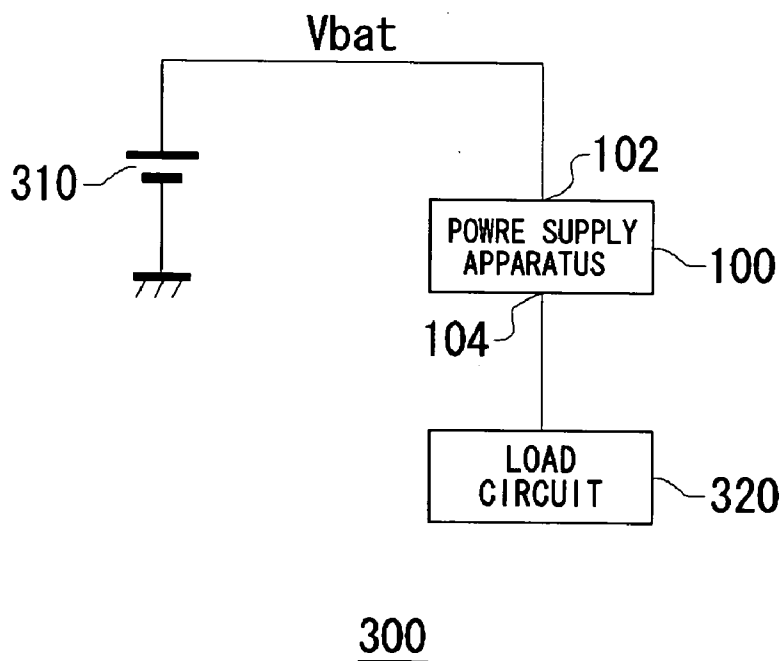 Vbat
310
102
POWRE SUPPLY
APPARATUS
100
104
LOAD
CIRCUIT
320
300